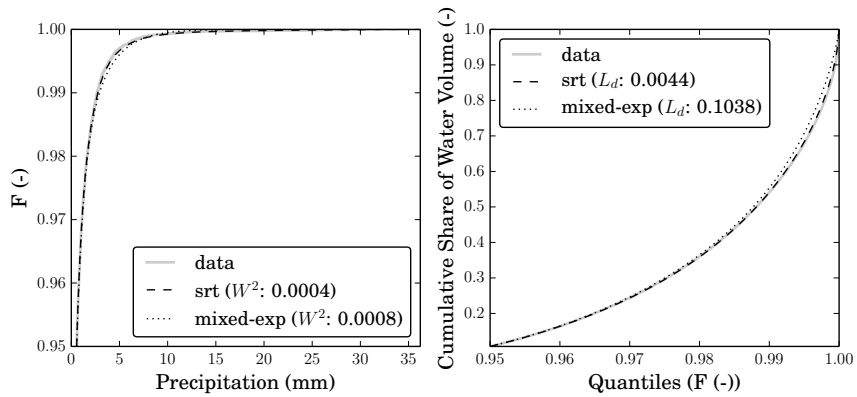 1.00
0.99
0.98
0.97
0.96
0.95
F (-)
0
5
10
15
20
25
30
35
Precipitation (mm)
data
srt (W²: 0.0004)
mixed-exp (W²: 0.0008)
1.0
0.9
0.8
0.7
0.6
0.5
0.4
0.3
0.2
Cumulative Share of Water Volume (-)
0.95
0.96
0.97
0.98
0.99
1.00
Quantiles (F (-))
data
srt (L_d: 0.0044)
mixed-exp (L_d: 0.1038)